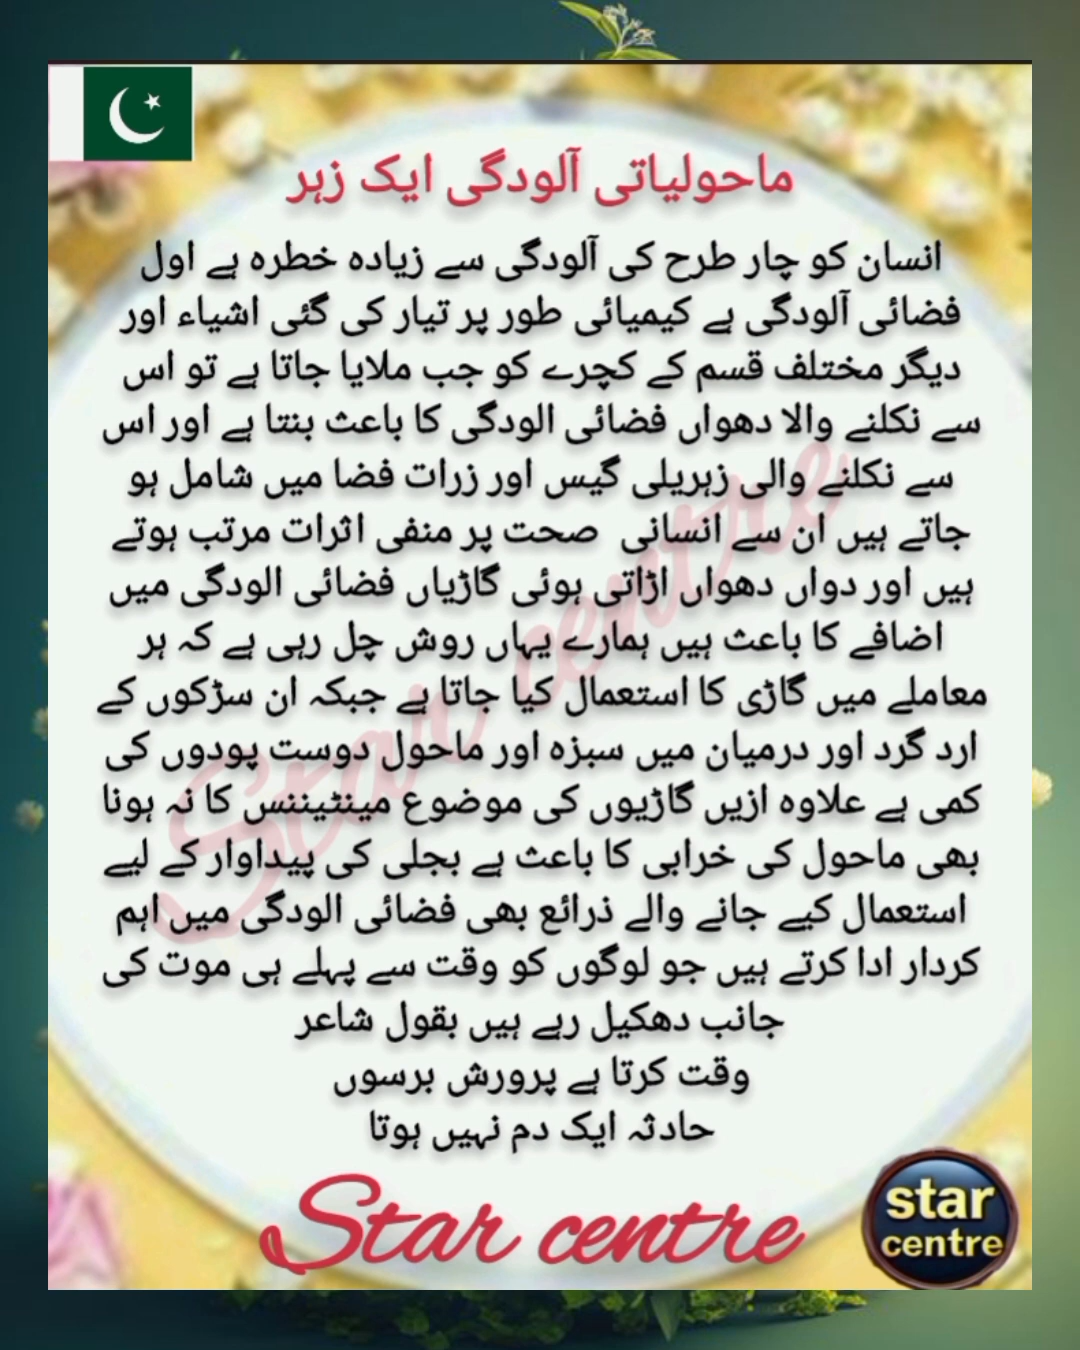 ماحولیاتی آلودگی ایک زہر
انسان کو چار طرح کی آلودگی سے زیادہ خطرہ ہے اول
فضائی آلودگی ہے کیمیائی طور پر تیار کی گئی اشیاء اور
دیگر مختلف قسم کے کچرے کو جب ملایا جاتا ہے تو اس
سے نکلنے والا دھواں فضائی الودگی کا باعث بنتا ہے اور اس
سے نکلنے والی زہریلی گیس اور زرات فضا میں شامل ہو
جاتے ہیں ان سے انسانی صحت پر منفی اثرات مرتب ہوتے
ہیں اور دواں دھواں اڑاتی ہوئی گاڑیاں فضائی الودگی میں
اضافے کا باعث ہیں ہمارے یہاں روش چل رہی ہے کہ ہر
معاملے میں گاڑی کا استعمال کیا جاتا ہے جبکہ ان سڑکوں کے
ارد گرد اور درمیان میں سبزہ اور ماحول دوست پودوں کی
کمی ہے علاوہ ازیں گاڑیوں کی موضوع مینٹیننس کا نہ ہونا
بھی ماحول کی خرابی کا باعث ہے بجلی کی پیداوار کے لیے
استعمال کیے جانے والے ذرائع بھی فضائی الودگی میں اہم
کردار ادا کرتے ہیں جو لوگوں کو وقت سے پہلے ہی موت کی
جانب دھکیل رہے ہیں بقول شاعر
وقت کرتا ہے پرورش برسوں
حادثہ ایک دم نہیں ہوتا
Star centre
Star centre
star
centre